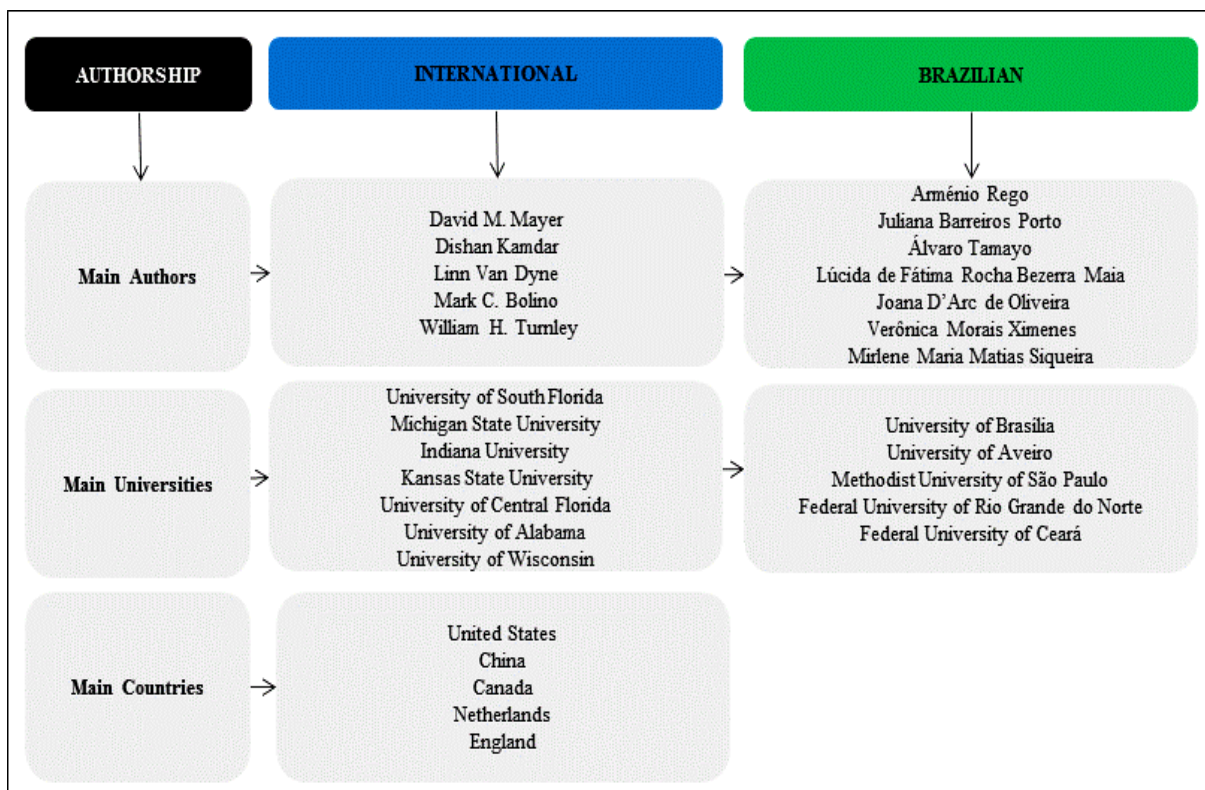 AUTHORSHIP
INTERNATIONAL
BRAZILIAN
Main Authors
David M. Mayer
Dishan Kamdar
Linn Van Dyne
Mark C. Bolino
William H. Turnley
Arménio Rego
Juliana Barreiros Porto
Álvaro Tamayo
Lúcida de Fátima Rocha Bezerra Maia
Joana D’Arc de Oliveira
Verônica Morais Ximenes
Mirlene Maria Matias Siqueira
Main Universities
University of South Florida
Michigan State University
Indiana University
Kansas State University
University of Central Florida
University of Alabama
University of Wisconsin
University of Brasília
University of Aveiro
Methodist University of São Paulo
Federal University of Rio Grande do Norte
Federal University of Ceará
Main Countries
United States
China
Canada
Netherlands
England